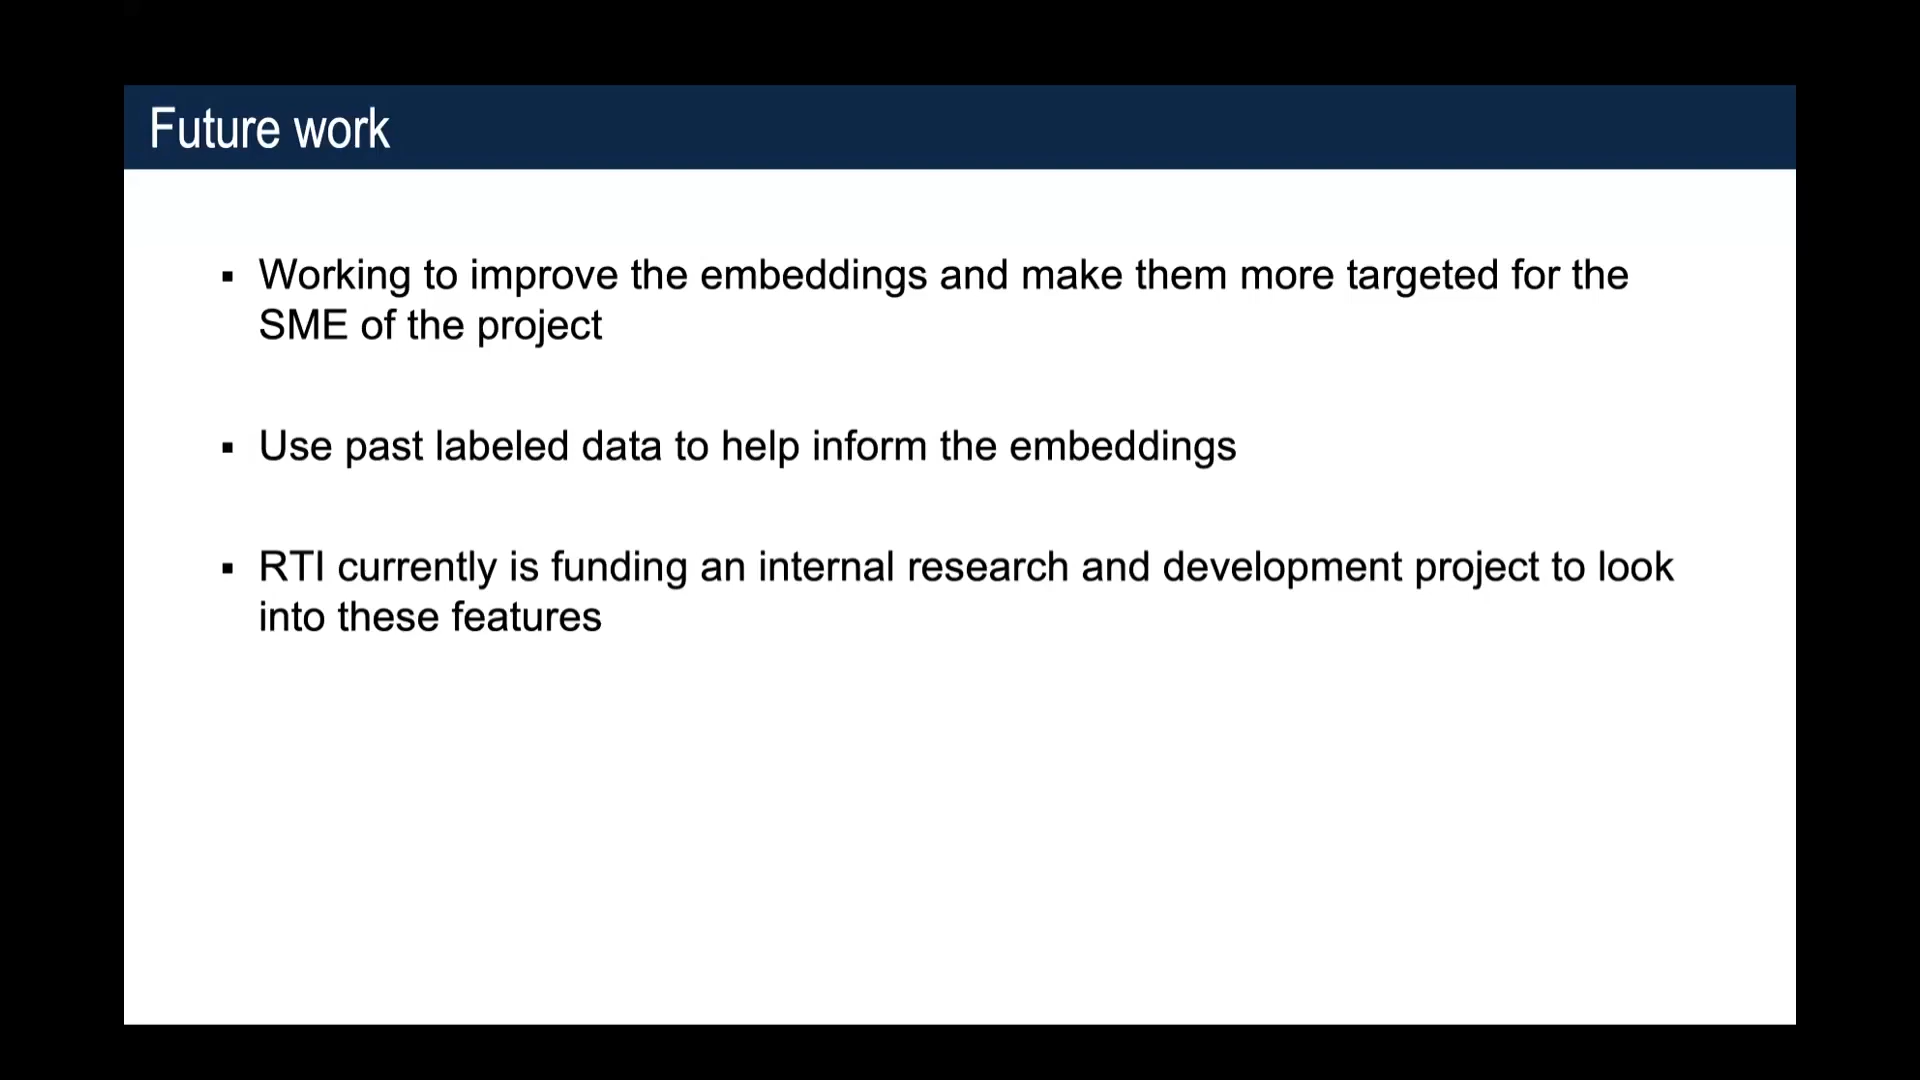 Future work
▪ Working to improve the embeddings and make them more targeted for the
SME of the project
▪ Use past labeled data to help inform the embeddings
▪ RTI currently is funding an internal research and development project to look
into these features